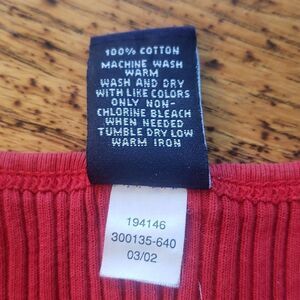 100% COTTON
MACHINE WASH
WARM
WASH AND DRY
WITH LIKE COLORS
ONLY NON-
CHLORINE BLEACH
WHEN NEEDED
TUMBLE DRY LOW
WARM IRON
194146
300135-640
03/02